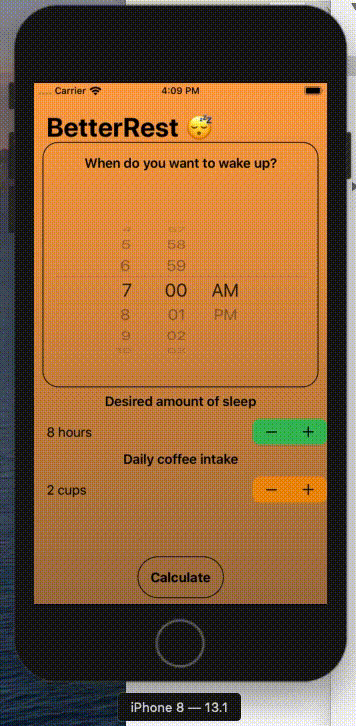 Carrier 4:09 PM
BetterRest 😴
When do you want to wake up?
4 57
5 58
6 59
7 00 AM
8 01 PM
9 02
10 03
Desired amount of sleep
8 hours − +
Daily coffee intake
2 cups − +
Calculate
iPhone 8 — 13.1